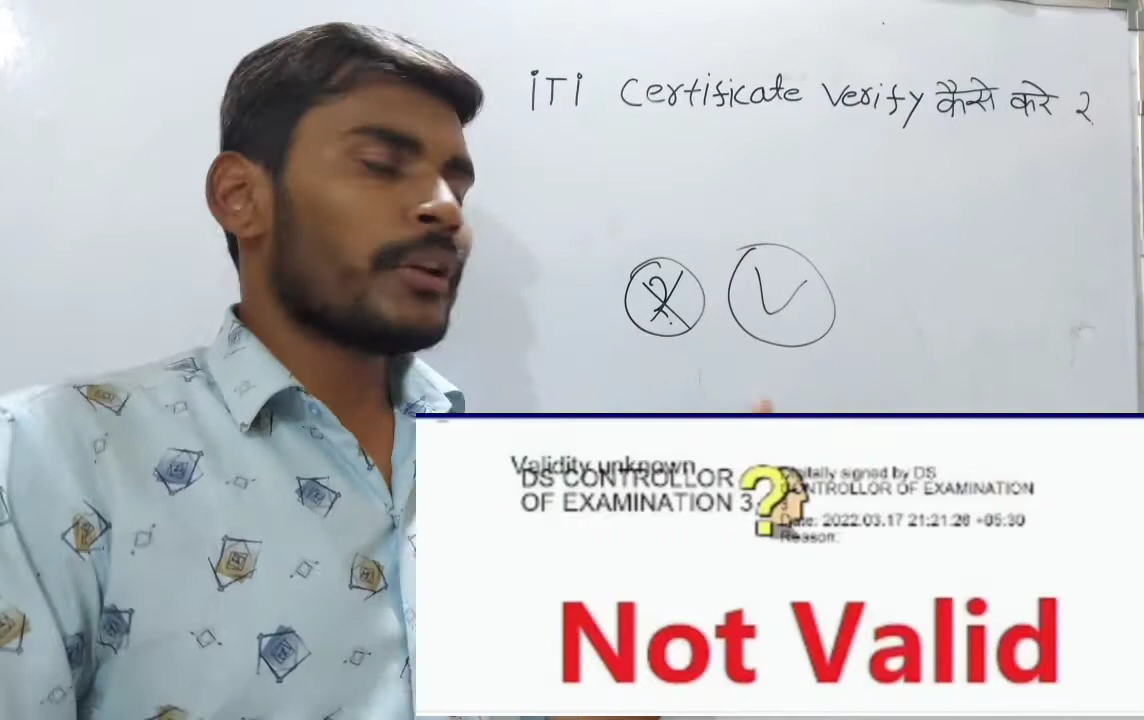 iTi Certificate Verify कैसे करे ?
?
Validity unknown
DS CONTROLLOR
OF EXAMINATION 3
?
Digitally signed by DS
CONTROLLOR OF EXAMINATION
3
Date: 2022.03.17 21:21:26 +05:30
Reason:
Not Valid